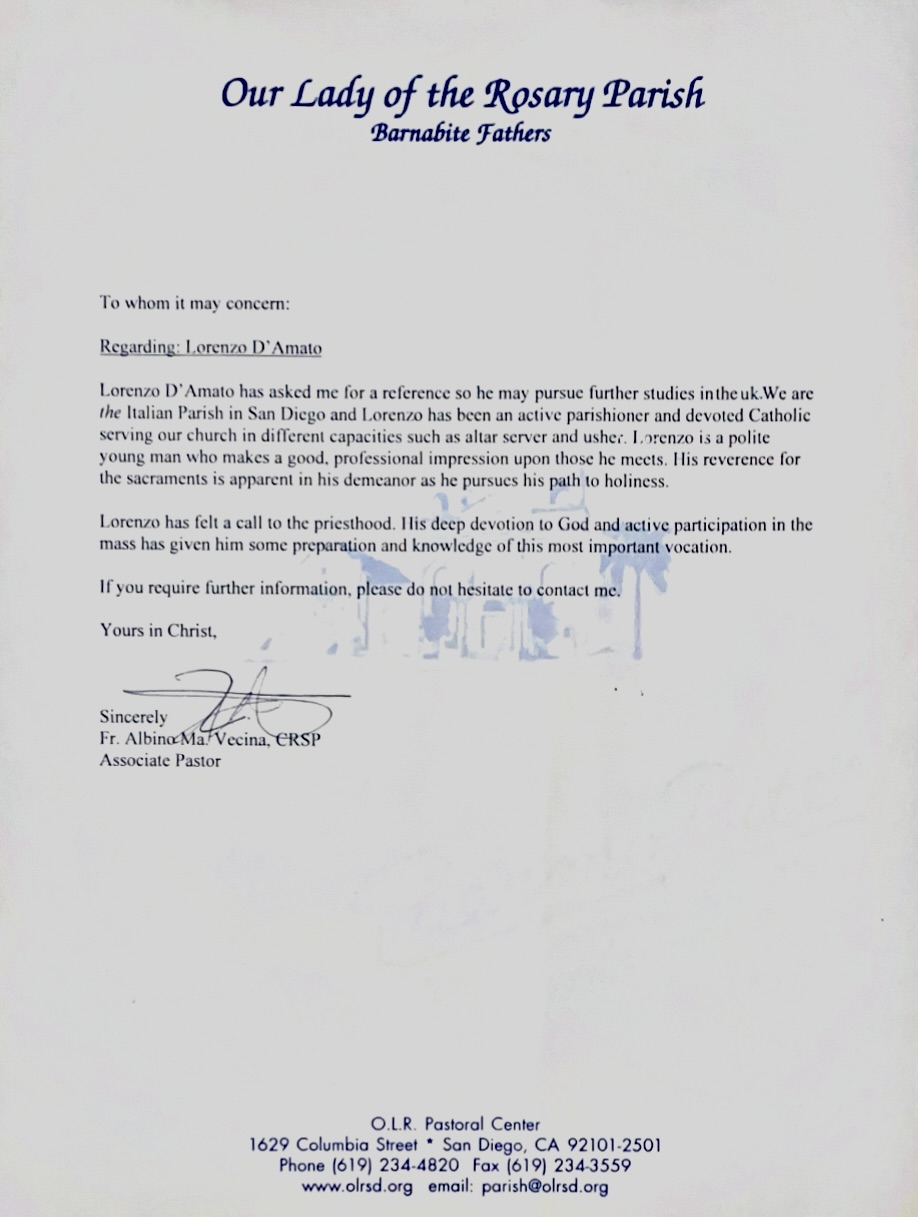 Our Lady of the Rosary Parish
Barnabite Fathers
To whom it may concern:
Regarding: Lorenzo D'Amato
Lorenzo D'Amato has asked me for a reference so he may pursue further studies in the uk.We are
the Italian Parish in San Diego and Lorenzo has been an active parishioner and devoted Catholic
serving our church in different capacities such as altar server and usher. Lorenzo is a polite
young man who makes a good, professional impression upon those he meets. His reverence for
the sacraments is apparent in his demeanor as he pursues his path to holiness.
Lorenzo has felt a call to the priesthood. His deep devotion to God and active participation in the
mass has given him some preparation and knowledge of this most important vocation.
If you require further information, please do not hesitate to contact me.
Yours in Christ,
Sincerely
Fr. Albino Ma. Vecina, CRSP
Associate Pastor
O.L.R. Pastoral Center
1629 Columbia Street * San Diego, CA 92101-2501
Phone (619) 234-4820 Fax (619) 234-3559
www.olrsd.org email: parish@olrsd.org